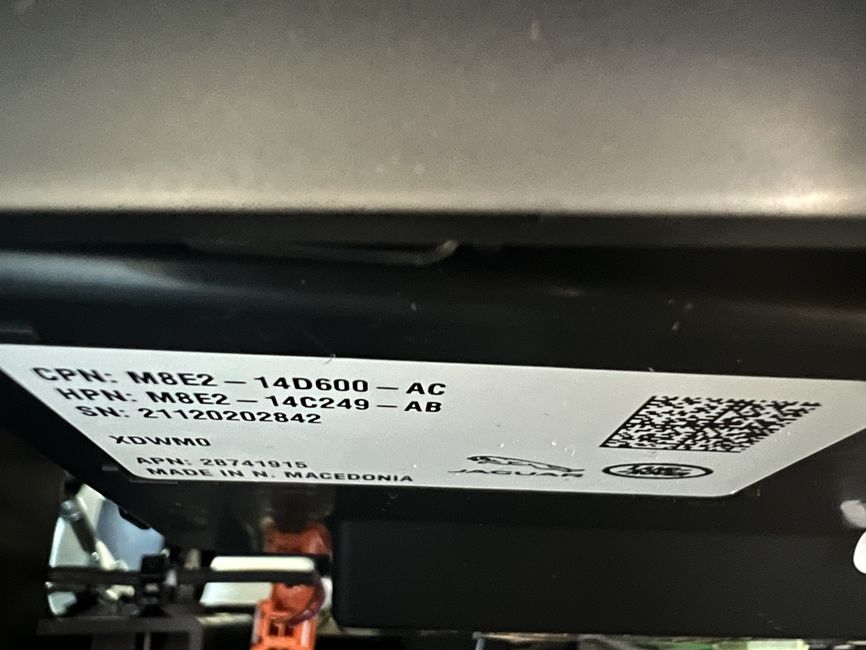 CPN: M8E2-14D600-AC
HPN: M8E2-14C249-AB
SN: 21120202842
XDWM0
APN: 28741915
MADE IN N. MACEDONIA
JAGUAR